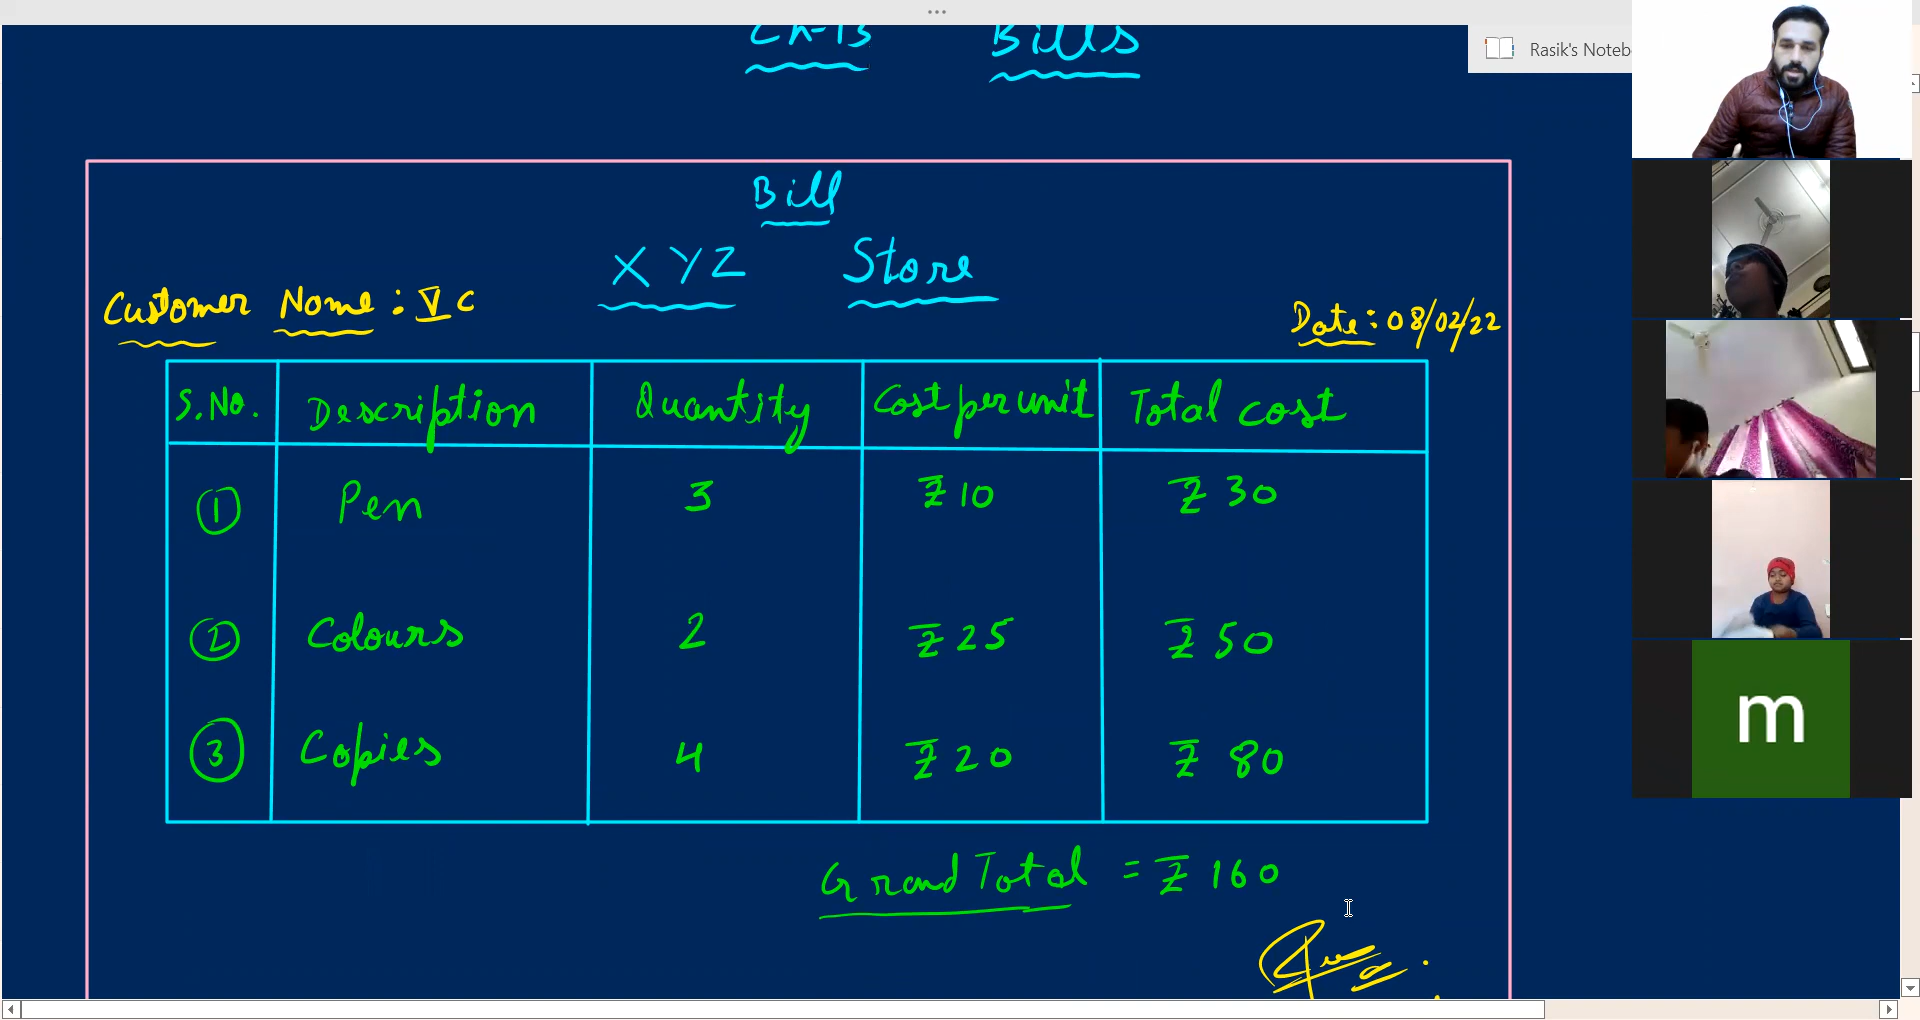 Ch-13 Bills
Rasik's Noteb
Bill
XYZ Store
Customer Name : V C
Date : 08/02/22
S.No. Description Quantity Cost per unit Total cost
1 Pen 3 ₹ 10 ₹ 30
2 Colours 2 ₹ 25 ₹ 50
3 Copies 4 ₹ 20 ₹ 80
Grand Total = ₹ 160
m